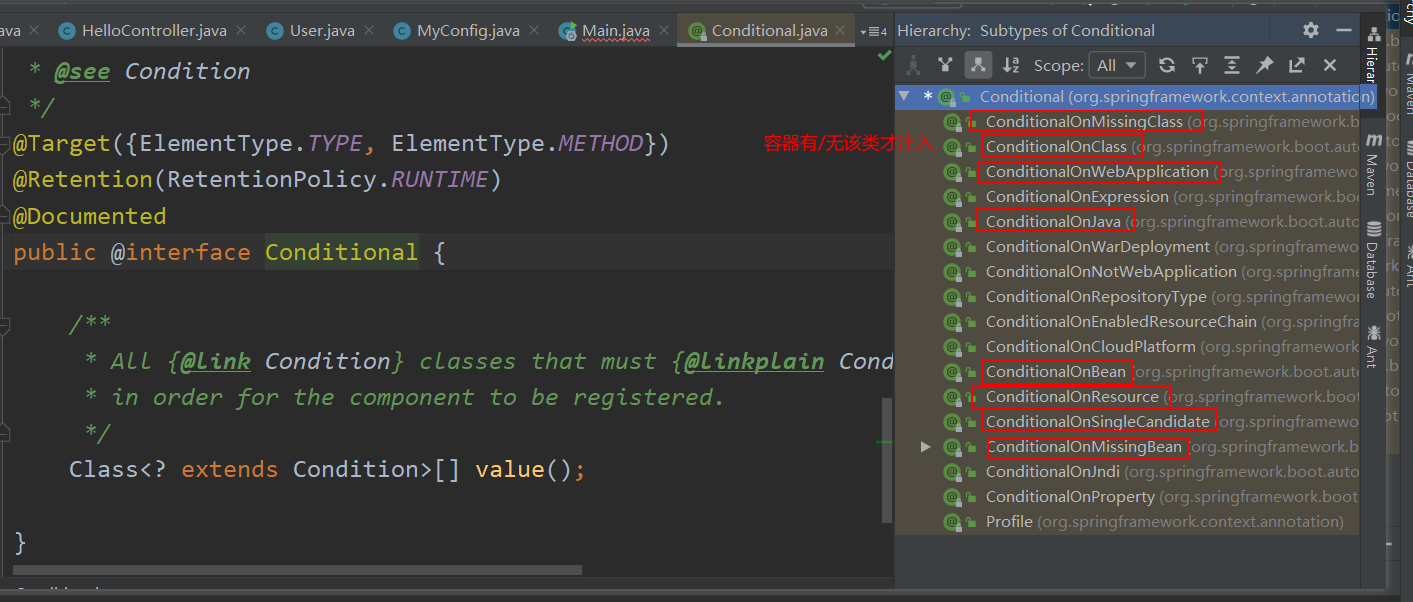 ava
HelloController.java
User.java
MyConfig.java
Main.java
Conditional.java
4
* @see Condition
*/
@Target({ElementType.TYPE, ElementType.METHOD})
@Retention(RetentionPolicy.RUNTIME)
@Documented
public @interface Conditional {
/**
* All {@link Condition} classes that must {@linkplain Cond
* in order for the component to be registered.
*/
Class<? extends Condition>[] value();
}
容器有/无该类才注入
Hierarchy: Subtypes of Conditional
Scope: All
* Conditional (org.springframework.context.annotation)
ConditionalOnMissingClass (org.springframework.b
ConditionalOnClass (org.springframework.boot.auto
ConditionalOnWebApplication (org.springframewo
ConditionalOnExpression (org.springframework.bo
ConditionalOnJava (org.springframework.boot.auto
ConditionalOnWarDeployment (org.springframewo
ConditionalOnNotWebApplication (org.springframe
ConditionalOnRepositoryType (org.springframewor
ConditionalOnEnabledResourceChain (org.springfr
ConditionalOnCloudPlatform (org.springframework
ConditionalOnBean (org.springframework.boot.aut
ConditionalOnResource (org.springframework.boot
ConditionalOnSingleCandidate (org.springframewo
ConditionalOnMissingBean (org.springframework.b
ConditionalOnJndi (org.springframework.boot.auto
ConditionalOnProperty (org.springframework.boot
Profile (org.springframework.context.annotation)
Hierar
Maven
Database
Ant
Maven
Database
Ant